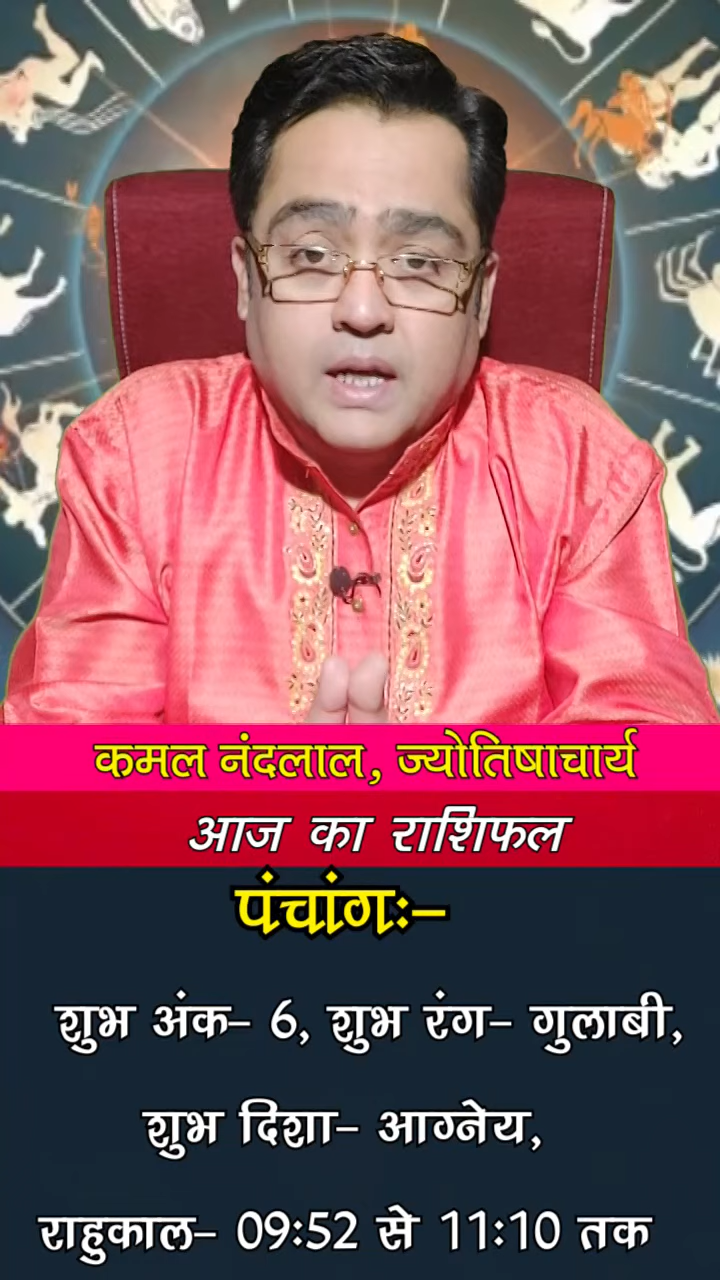 कमल नंदलाल, ज्योतिषाचार्य
आज का राशिफल
पंचांगः–
शुभ अंक– 6, शुभ रंग– गुलाबी,
शुभ दिशा– आग्नेय,
राहुकाल– 09:52 से 11:10 तक